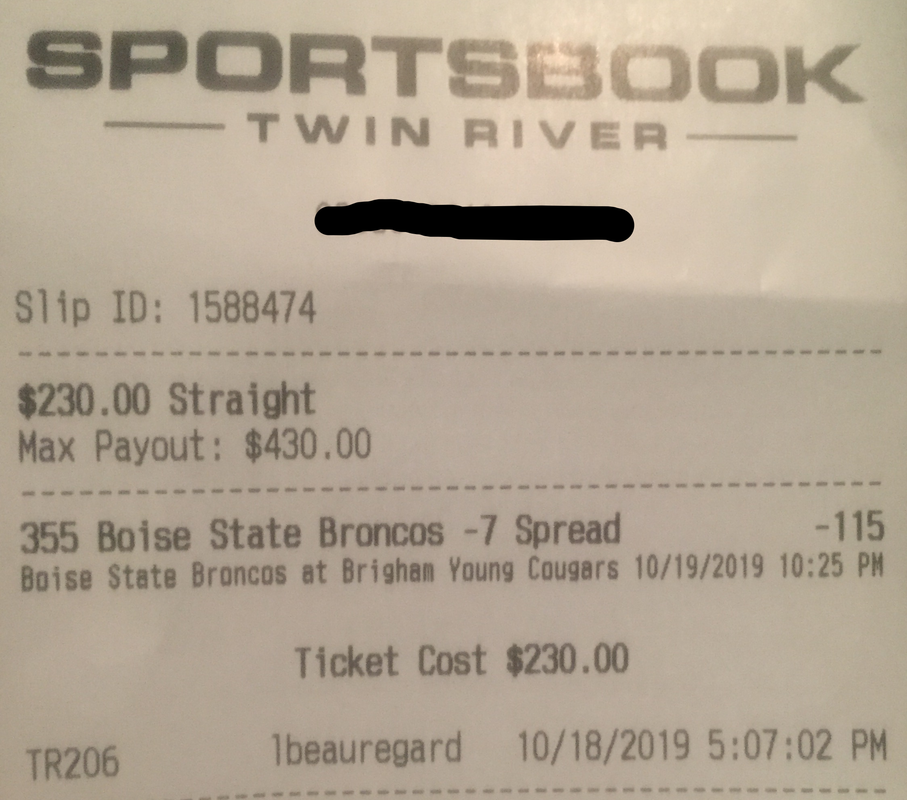 SPORTSBOOK
TWIN RIVER
Slip ID: 1588474
$230.00 Straight
Max Payout: $430.00
355 Boise State Broncos -7 Spread -115
Boise State Broncos at Brigham Young Cougars 10/19/2019 10:25 PM
Ticket Cost $230.00
TR206 lbeauregard 10/18/2019 5:07:02 PM